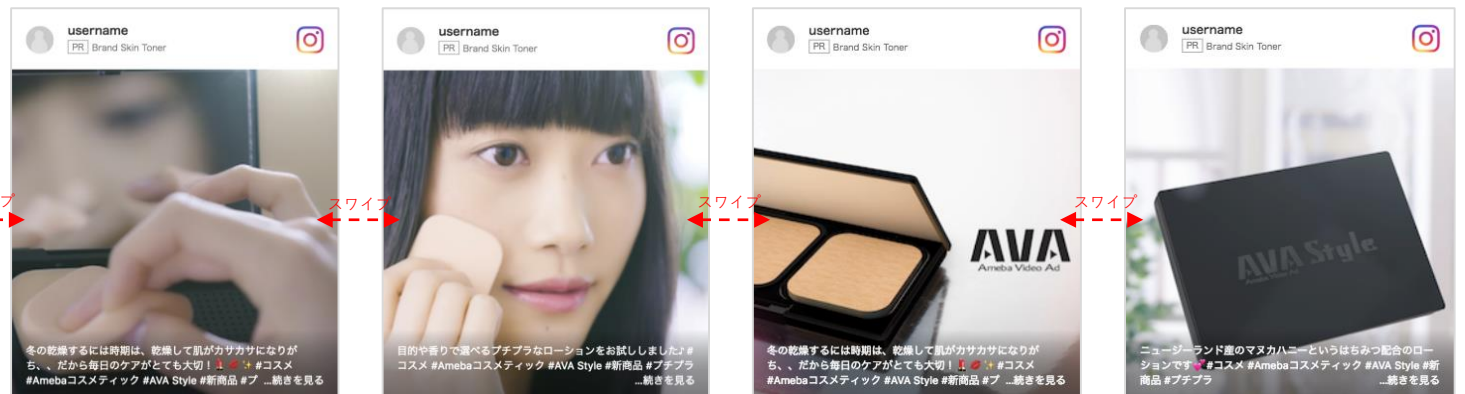 username
PR Brand Skin Toner
冬の乾燥するには時期は、乾燥して肌がカサカサになりが
ち、、だから毎日のケアがとても大切！💄💋✨#コスメ
#Amebaコスメティック #AVA Style #新商品 #プ ...続きを見る
プ
スワイプ
username
PR Brand Skin Toner
目的や香りで選べるプチプラなローションをお試ししました♪ #
コスメ #Amebaコスメティック #AVA Style #新商品 #プチプラ
...続きを見る
スワイプ
username
PR Brand Skin Toner
AVA
Ameba Video Ad
冬の乾燥するには時期は、乾燥して肌がカサカサになりが
ち、、だから毎日のケアがとても大切！💄💋✨#コスメ
#Amebaコスメティック #AVA Style #新商品 #プ ...続きを見る
スワイプ
username
PR Brand Skin Toner
AVA Style
Ameba Video Ad
ニュージーランド産のマヌカハニーというはちみつ配合のロー
ションです💕#コスメ #Amebaコスメティック #AVA Style #新
商品 #プチプラ ...続きを見る